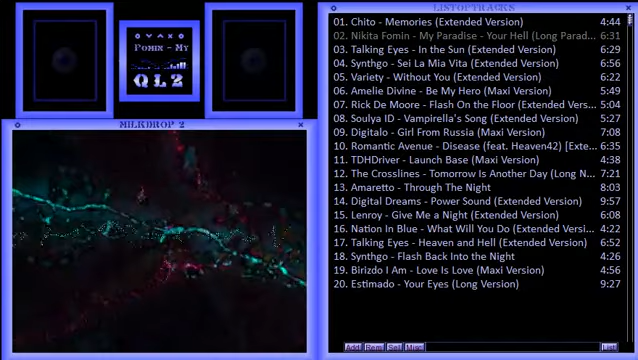 Fomin - My
QL2
MILKDROP 2
LISTOFTRACKS
01. Chito - Memories (Extended Version) 4:44
02. Nikita Fomin - My Paradise - Your Hell (Long Parad... 6:31
03. Talking Eyes - In the Sun (Extended Version) 6:29
04. Synthgo - Sei La Mia Vita (Extended Version) 6:56
05. Variety - Without You (Extended Version) 6:22
06. Amelie Divine - Be My Hero (Maxi Version) 5:49
07. Rick De Moore - Flash On the Floor (Extended Vers... 5:04
08. Soulya ID - Vampirella's Song (Extended Version) 5:27
09. Digitalo - Girl From Russia (Maxi Version) 7:08
10. Romantic Avenue - Disease (feat. Heaven42) [Exte... 6:35
11. TDHDriver - Launch Base (Maxi Version) 4:38
12. The Crosslines - Tomorrow Is Another Day (Long N... 7:21
13. Amaretto - Through The Night 8:03
14. Digital Dreams - Power Sound (Extended Version) 9:57
15. Lenroy - Give Me a Night (Extended Version) 6:08
16. Nation In Blue - What Will You Do (Extended Versi... 4:22
17. Talking Eyes - Heaven and Hell (Extended Version) 6:52
18. Synthgo - Flash Back Into the Night 4:26
19. Birizdo I Am - Love Is Love (Maxi Version) 4:56
20. Estimado - Your Eyes (Long Version) 9:27
Add Rem Sel Misc List